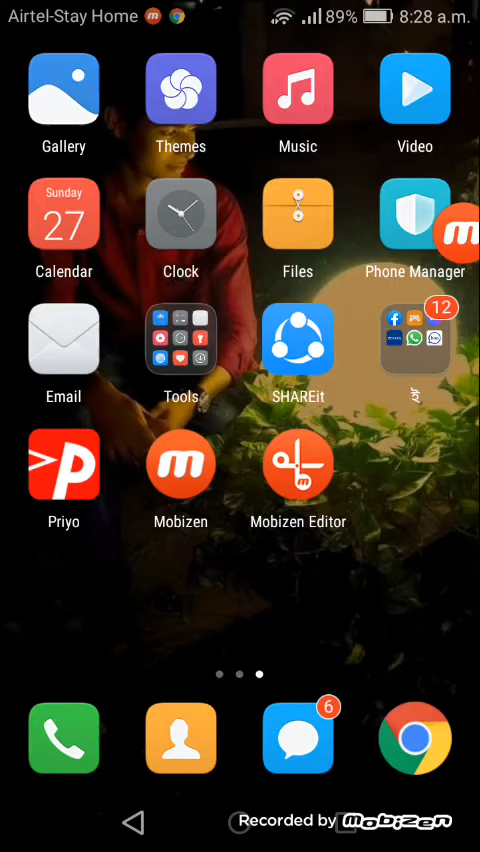 Airtel-Stay Home 89% 8:28 a.m.
Gallery Themes Music Video
Sunday
27
Calendar Clock Files Phone Manager
12
Email Tools SHAREit
Priyo Mobizen Mobizen Editor
6
Recorded by Mobizen